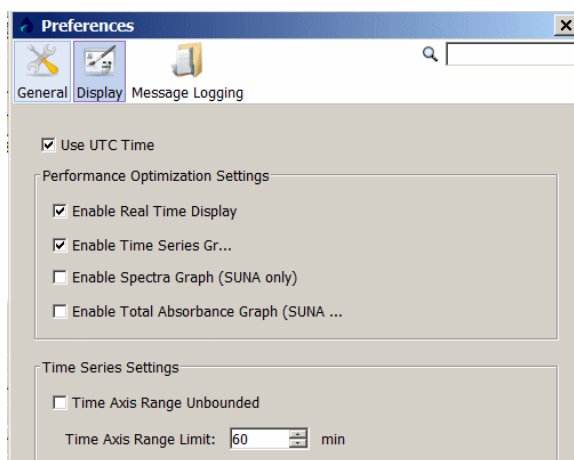 Preferences
General Display Message Logging
Use UTC Time
Performance Optimization Settings
Enable Real Time Display
Enable Time Series Gr...
Enable Spectra Graph (SUNA only)
Enable Total Absorbance Graph (SUNA ...
Time Series Settings
Time Axis Range Unbounded
Time Axis Range Limit: 60 min